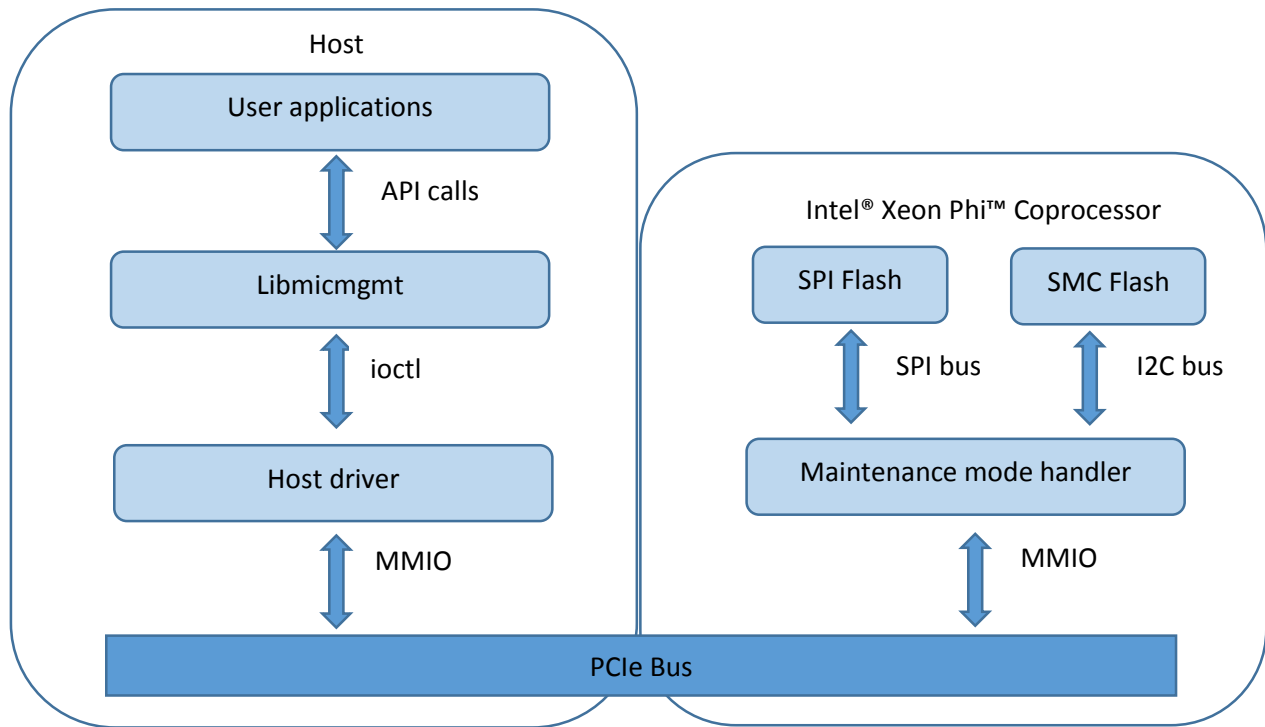 Host
User applications
API calls
Libmicmgmt
ioctl
Host driver
MMIO
Intel® Xeon Phi™ Coprocessor
SPI Flash
SMC Flash
SPI bus
I2C bus
Maintenance mode handler
MMIO
PCIe Bus